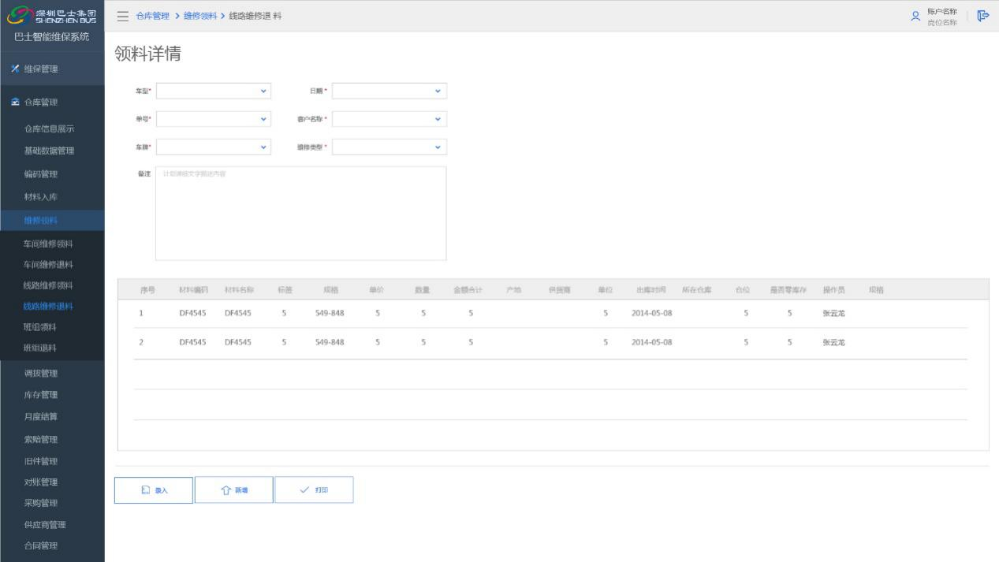 深圳巴士集团
SHENZHEN BUS
巴士智能维保系统
仓库管理 > 维修领料 > 线路维修退 料
账户名称
岗位名称
维保管理
仓库管理
仓库信息展示
基础数据管理
编码管理
材料入库
维修领料
车间维修领料
车间维修退料
线路维修领料
线路维修退料
班组领料
班组退料
调拨管理
库存管理
月度结算
索赔管理
旧件管理
对账管理
采购管理
供应商管理
合同管理
领料详情
车型* 日期*
单号* 客户名称*
车牌* 维修类型*
备注 计划详细文字描述内容
序号 材料编码 材料名称 标签 规格 单价 数量 金额合计 产地 供货商 单位 出库时间 所在仓库 仓位 是否零库存 操作员 规格
1 DF4545 DF4545 5 549-848 5 5 5 5 2014-05-08 5 5 张云龙
2 DF4545 DF4545 5 549-848 5 5 5 5 2014-05-08 5 5 张云龙
录入 新增 打印